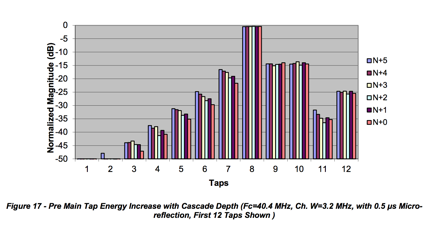 Normalized Magnitude (dB)
0
-5
-10
-15
-20
-25
-30
-35
-40
-45
-50
1 2 3 4 5 6 7 8 9 10 11 12
Taps
N+5
N+4
N+3
N+2
N+1
N+0
Figure 17 - Pre Main Tap Energy Increase with Cascade Depth (Fc=40.4 MHz, Ch. W=3.2 MHz, with 0.5 µs Micro-
reflection, First 12 Taps Shown )